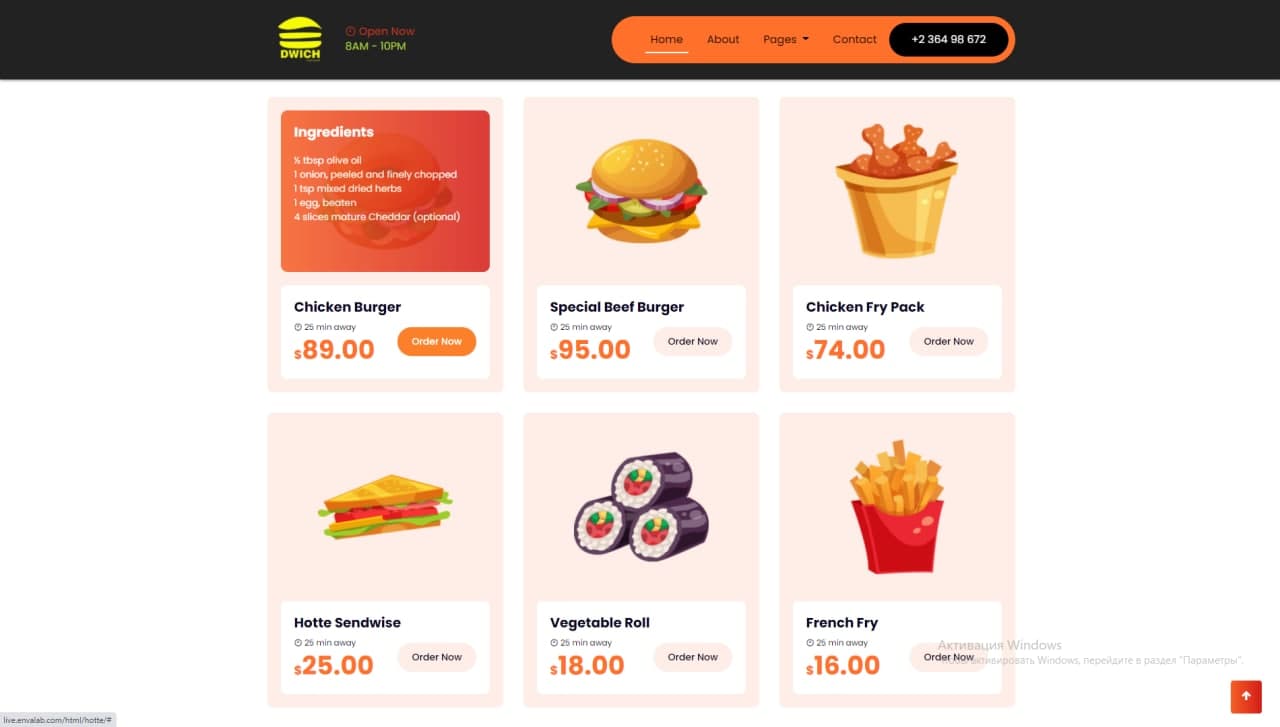 DWICH
Open Now
8AM - 10PM
Home About Pages Contact +2 364 98 672
Ingredients
½ tbsp olive oil
1 onion, peeled and finely chopped
1 tsp mixed dried herbs
1 egg, beaten
4 slices mature Cheddar (optional)
Chicken Burger
25 min away
$89.00
Order Now
Special Beef Burger
25 min away
$95.00
Order Now
Chicken Fry Pack
25 min away
$74.00
Order Now
Hotte Sendwise
25 min away
$25.00
Order Now
Vegetable Roll
25 min away
$18.00
Order Now
French Fry
25 min away
$16.00
Order Now
Активация Windows
активировать Windows, перейдите в раздел "Параметры".
live.envalab.com/html/hotte/#